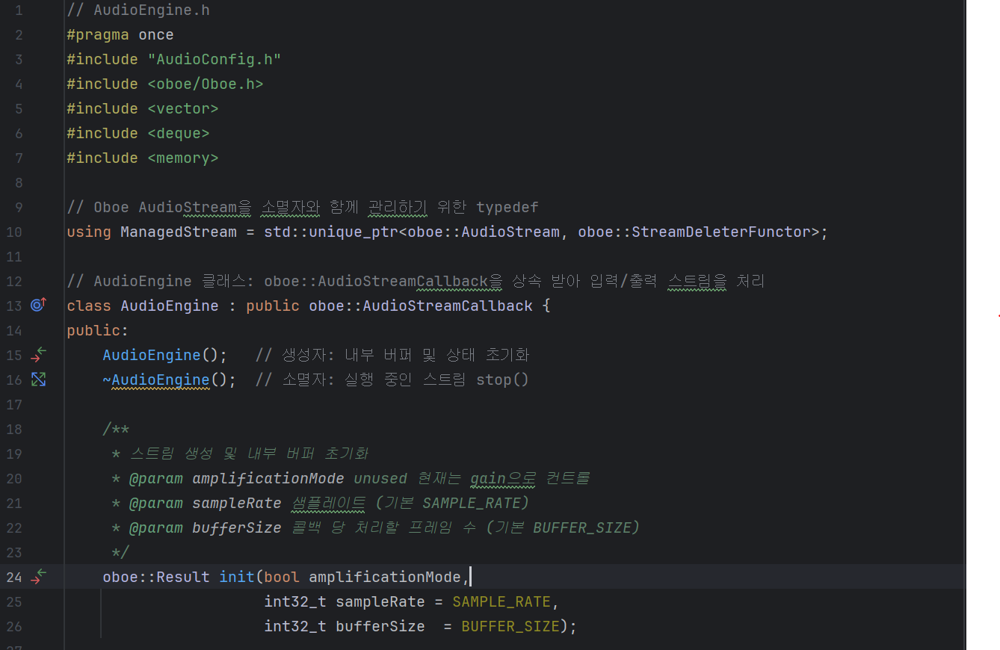 1 // AudioEngine.h
2 #pragma once
3 #include "AudioConfig.h"
4 #include <oboe/Oboe.h>
5 #include <vector>
6 #include <deque>
7 #include <memory>
8
9 // Oboe AudioStream을 소멸자와 함께 관리하기 위한 typedef
10 using ManagedStream = std::unique_ptr<oboe::AudioStream, oboe::StreamDeleterFunctor>;
11
12 // AudioEngine 클래스: oboe::AudioStreamCallback을 상속 받아 입력/출력 스트림을 처리
13 class AudioEngine : public oboe::AudioStreamCallback {
14 public:
15 AudioEngine(); // 생성자: 내부 버퍼 및 상태 초기화
16 ~AudioEngine(); // 소멸자: 실행 중인 스트림 stop()
17
18 /**
19 * 스트림 생성 및 내부 버퍼 초기화
20 * @param amplificationMode unused 현재는 gain으로 컨트롤
21 * @param sampleRate 샘플레이트 (기본 SAMPLE_RATE)
22 * @param bufferSize 콜백 당 처리할 프레임 수 (기본 BUFFER_SIZE)
23 */
24 oboe::Result init(bool amplificationMode,
25 int32_t sampleRate = SAMPLE_RATE,
26 int32_t bufferSize = BUFFER_SIZE);
27